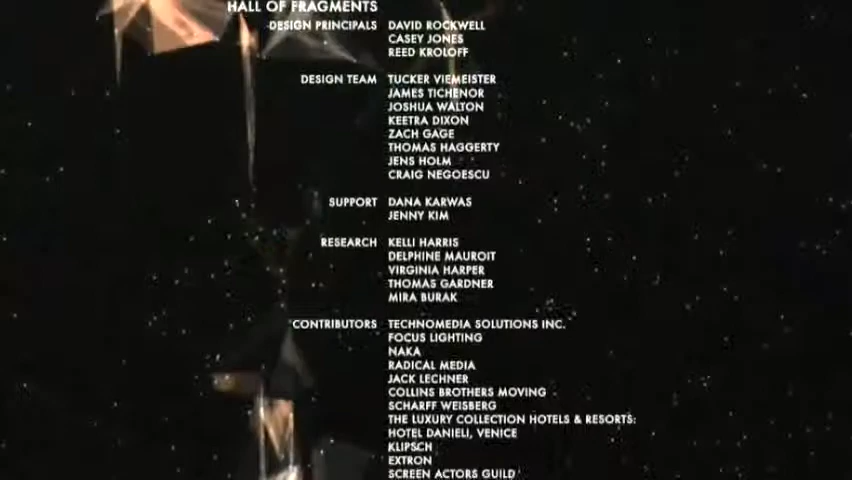 HALL OF FRAGMENTS
DESIGN PRINCIPALS DAVID ROCKWELL
CASEY JONES
REED KROLOFF
DESIGN TEAM TUCKER VIEMEISTER
JAMES TICHENOR
JOSHUA WALTON
KEETRA DIXON
ZACH GAGE
THOMAS HAGGERTY
JENS HOLM
CRAIG NEGOESCU
SUPPORT DANA KARWAS
JENNY KIM
RESEARCH KELLI HARRIS
DELPHINE MAUROIT
VIRGINIA HARPER
THOMAS GARDNER
MIRA BURAK
CONTRIBUTORS TECHNOMEDIA SOLUTIONS INC.
FOCUS LIGHTING
NAKA
RADICAL MEDIA
JACK LECHNER
COLLINS BROTHERS MOVING
SCHARFF WEISBERG
THE LUXURY COLLECTION HOTELS & RESORTS:
HOTEL DANIELI, VENICE
KLIPSCH
EXTRON
SCREEN ACTORS GUILD